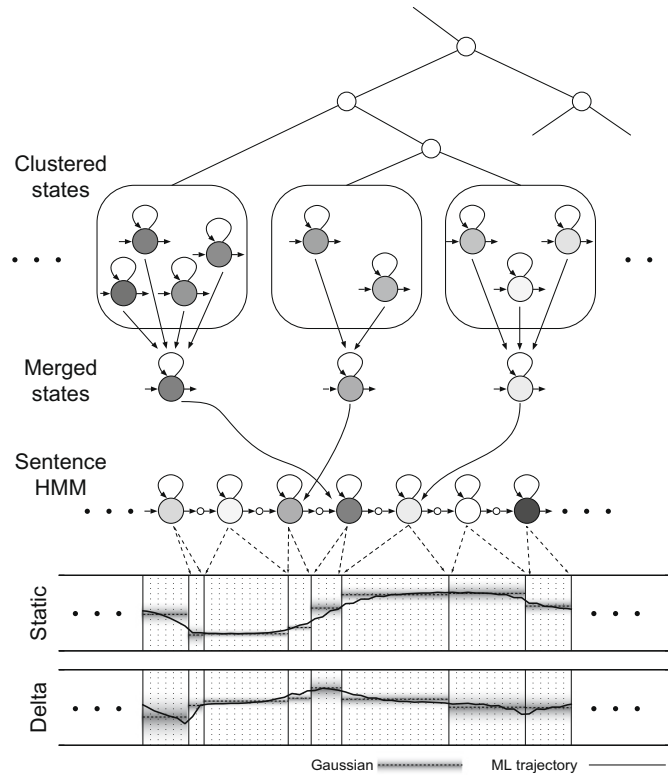 Clustered
states
Merged
states
Sentence
HMM
Static
Delta
Gaussian
ML trajectory